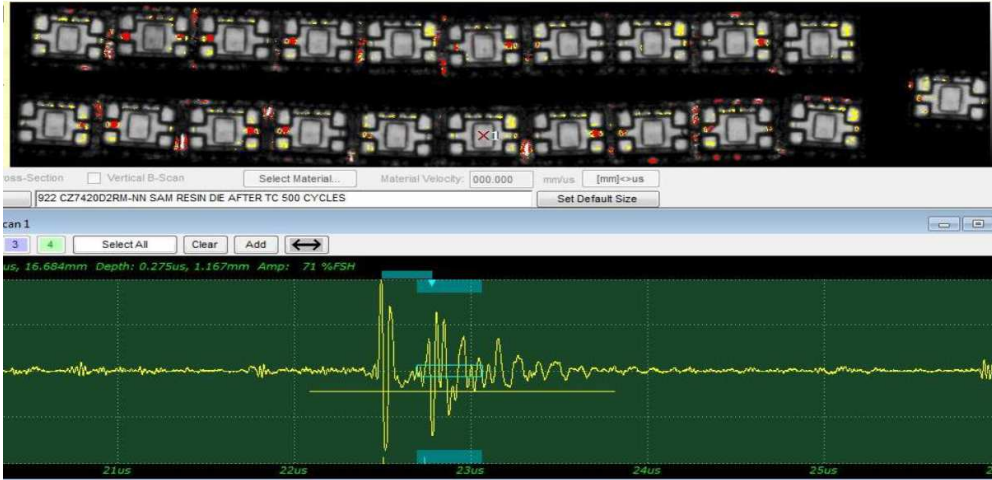 1
oss-Section Vertical B-Scan Select Material... Material Velocity: 000.000 mm/us [mm]<>us
922 CZ7420D2RM-NN SAM RESIN DIE AFTER TC 500 CYCLES Set Default Size
can 1
3 4 Select All Clear Add
us, 16.684mm Depth: 0.275us, 1.167mm Amp: 71 %FSH
21us 22us 23us 24us 25us 2